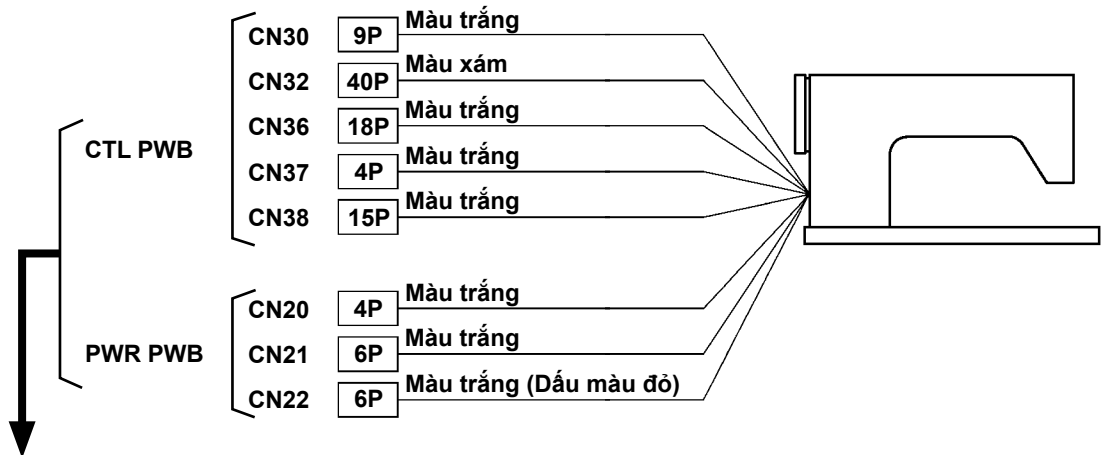 CN30 9P Màu trắng
CN32 40P Màu xám
CN36 18P Màu trắng
CTL PWB
CN37 4P Màu trắng
CN38 15P Màu trắng
CN20 4P Màu trắng
PWR PWB CN21 6P Màu trắng
CN22 6P Màu trắng (Dấu màu đỏ)